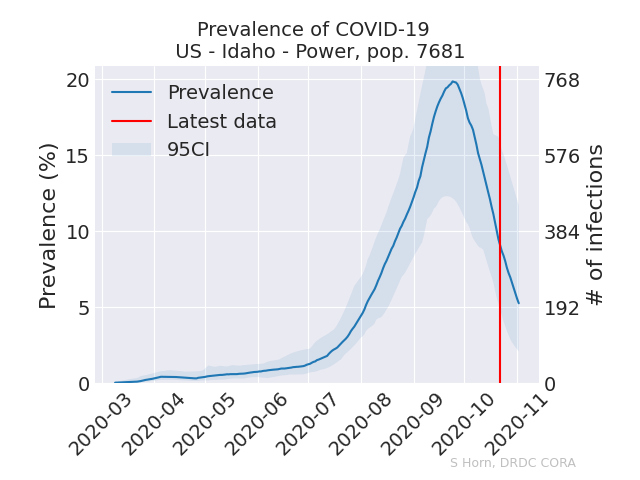 Prevalence of COVID-19
US - Idaho - Power, pop. 7681
Prevalence
Latest data
95CI
Prevalence (%)
20
15
10
5
0
# of infections
768
576
384
192
0
2020-03
2020-04
2020-05
2020-06
2020-07
2020-08
2020-09
2020-10
2020-11
S Horn, DRDC CORA